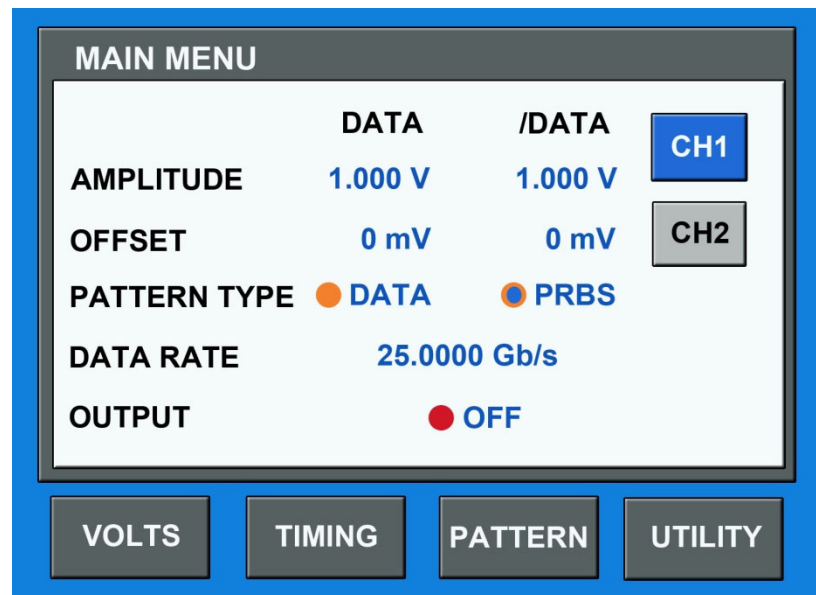 MAIN MENU
DATA /DATA
CH1
AMPLITUDE 1.000 V 1.000 V
OFFSET 0 mV 0 mV
CH2
PATTERN TYPE DATA PRBS
DATA RATE 25.0000 Gb/s
OUTPUT OFF
VOLTS TIMING PATTERN UTILITY